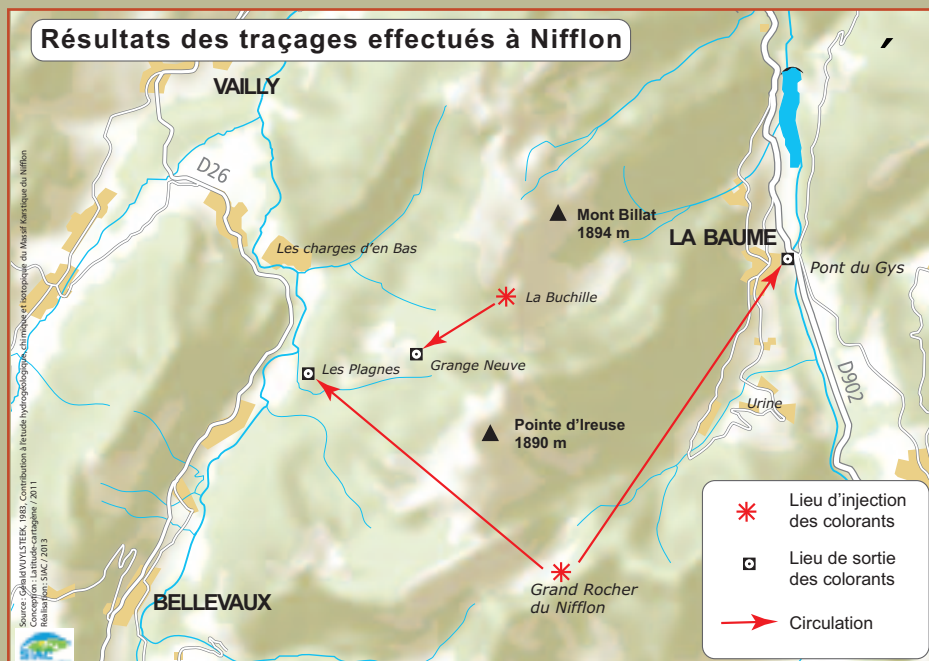 Résultats des traçages effectués à Nifflon
VAILLY
D26
Les charges d'en Bas
Mont Billat
1894 m
LA BAUME
Pont du Gys
La Buchille
Grange Neuve
Les Plagnes
D902
Urine
Pointe d'Ireuse
1890 m
Grand Rocher
du Nifflon
BELLEVAUX
Lieu d'injection
des colorants
Lieu de sortie
des colorants
Circulation
Source : Gérald VUYLSTEEK, 1983, Contribution à l'étude hydrogéologique, chimique et isotopique du Massif Karstique du Nifflon
Conception : Latitude-cartagène / 2011
Réalisation : SIAC / 2013
SIAC